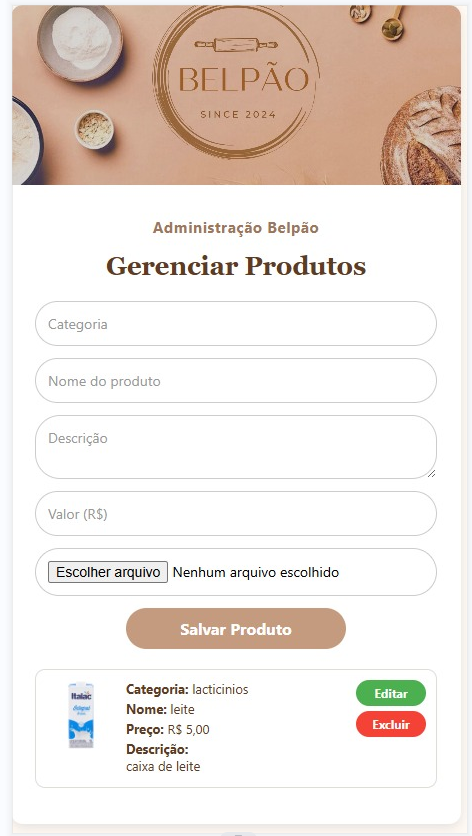 BELPÃO
SINCE 2024
Administração Belpão
Gerenciar Produtos
Categoria
Nome do produto
Descrição
Valor (R$)
Escolher arquivo Nenhum arquivo escolhido
Salvar Produto
Italac
Categoria: lacticinios
Nome: leite
Preço: R$ 5,00
Descrição:
caixa de leite
Editar
Excluir